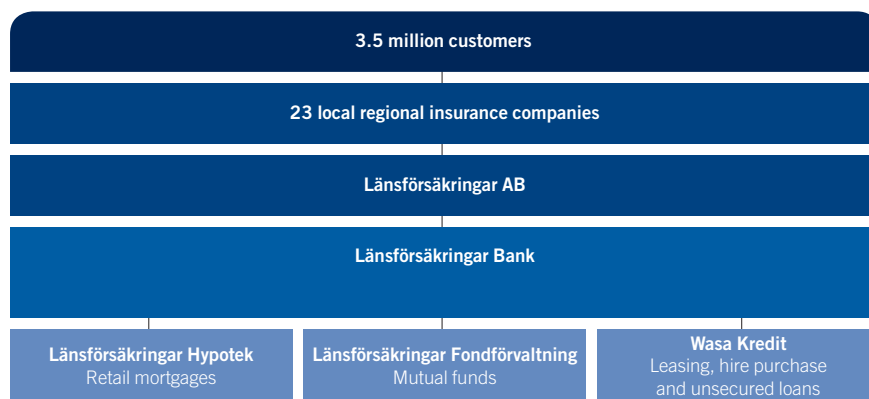 3.5 million customers
23 local regional insurance companies
Länsförsäkringar AB
Länsförsäkringar Bank
Länsförsäkringar Hypotek
Retail mortgages
Länsförsäkringar Fondförvaltning
Mutual funds
Wasa Kredit
Leasing, hire purchase
and unsecured loans